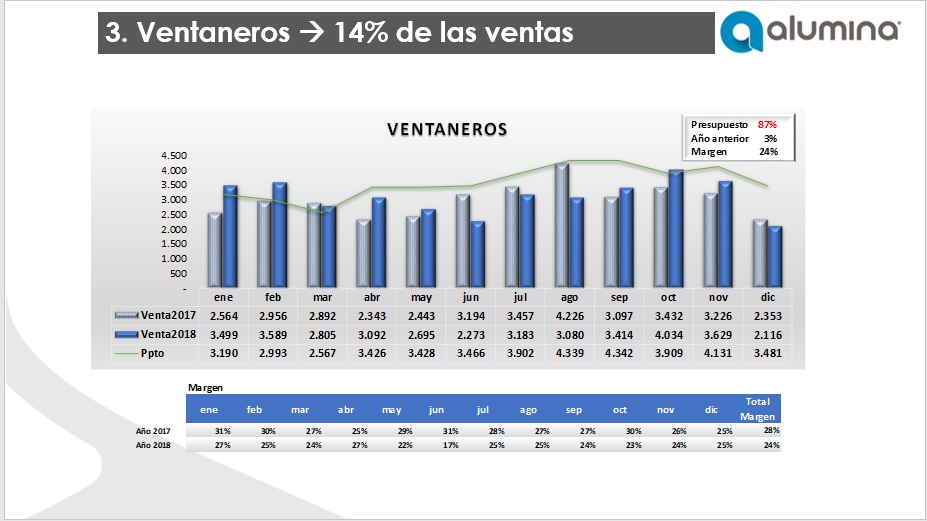 3. Ventaneros → 14% de las ventas
alumina®
VENTANEROS
Presupuesto 87%
Año anterior 3%
Margen 24%
4.500
4.000
3.500
3.000
2.500
2.000
1.500
1.000
500
-
ene feb mar abr may jun jul ago sep oct nov dic
Venta2017 2.564 2.956 2.892 2.343 2.443 3.194 3.457 4.226 3.097 3.432 3.226 2.353
Venta2018 3.499 3.589 2.805 3.092 2.695 2.273 3.183 3.080 3.414 4.034 3.629 2.116
Ppto 3.190 2.993 2.567 3.426 3.428 3.466 3.902 4.339 4.342 3.909 4.131 3.481
Margen
ene feb mar abr may jun jul ago sep oct nov dic Total Margen
Año 2017 31% 30% 27% 25% 29% 31% 28% 27% 27% 30% 26% 25% 28%
Año 2018 27% 25% 24% 27% 22% 17% 25% 25% 24% 23% 24% 25% 24%